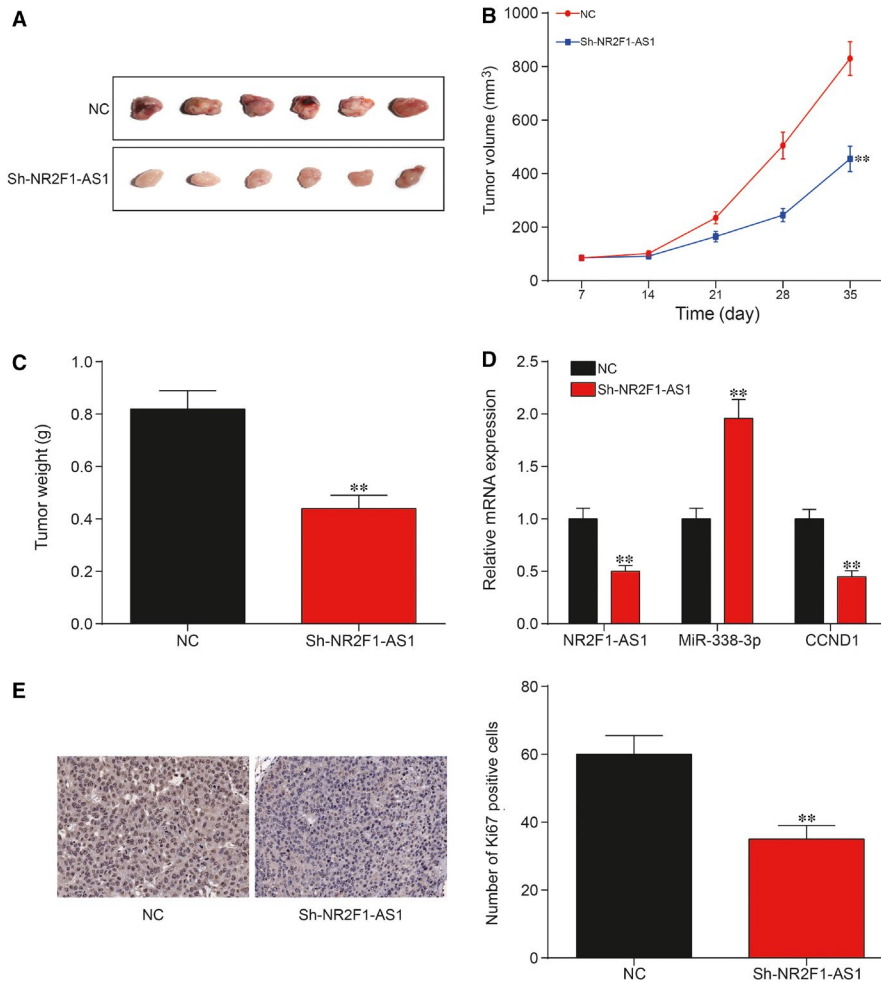 A
NC
Sh-NR2F1-AS1
B
NC
Sh-NR2F1-AS1
Tumor volume (mm³)
1000
800
600
400
200
0
**
7 14 21 28 35
Time (day)
C
Tumor weight (g)
1.0
0.8
0.6
0.4
0.2
0.0
**
NC Sh-NR2F1-AS1
D
NC
Sh-NR2F1-AS1
Relative mRNA expression
2.5
2.0
1.5
1.0
0.5
0.0
** ** **
NR2F1-AS1 MiR-338-3p CCND1
E
NC Sh-NR2F1-AS1
Number of Ki67 positive cells
80
60
40
20
0
**
NC Sh-NR2F1-AS1